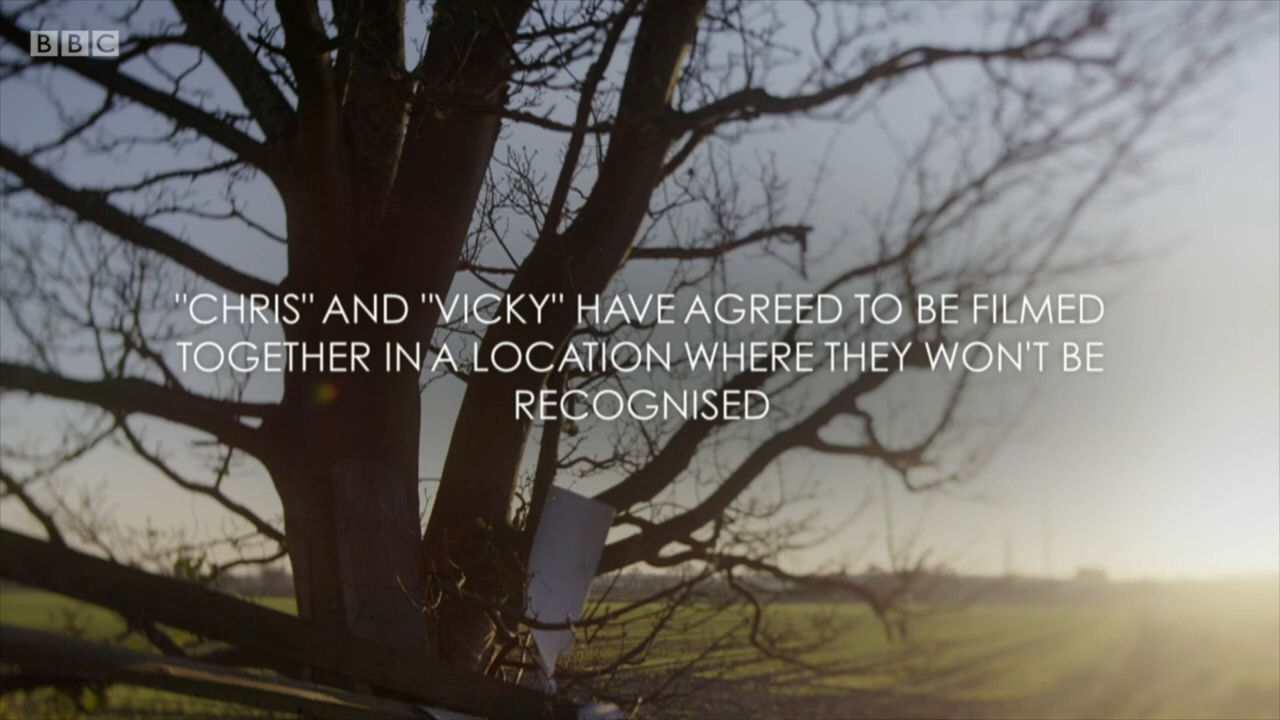 BBC
"CHRIS" AND "VICKY" HAVE AGREED TO BE FILMED
TOGETHER IN A LOCATION WHERE THEY WON'T BE
RECOGNISED